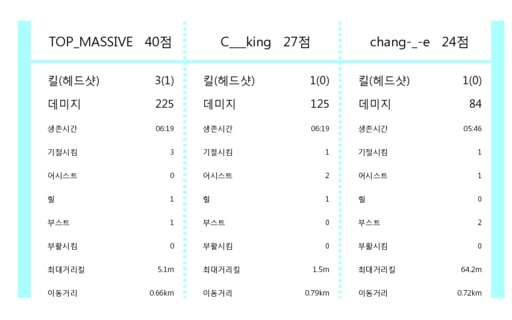 TOP_MASSIVE 40점 C___king 27점 chang-_-e 24점
킬(헤드샷) 3(1) 킬(헤드샷) 1(0) 킬(헤드샷) 1(0)
데미지 225 데미지 125 데미지 84
생존시간 06:19 생존시간 06:19 생존시간 05:46
기절시킴 3 기절시킴 1 기절시킴 1
어시스트 0 어시스트 2 어시스트 1
힐 1 힐 1 힐 0
부스트 1 부스트 0 부스트 2
부활시킴 0 부활시킴 0 부활시킴 0
최대거리킬 5.1m 최대거리킬 1.5m 최대거리킬 64.2m
이동거리 0.66km 이동거리 0.79km 이동거리 0.72km